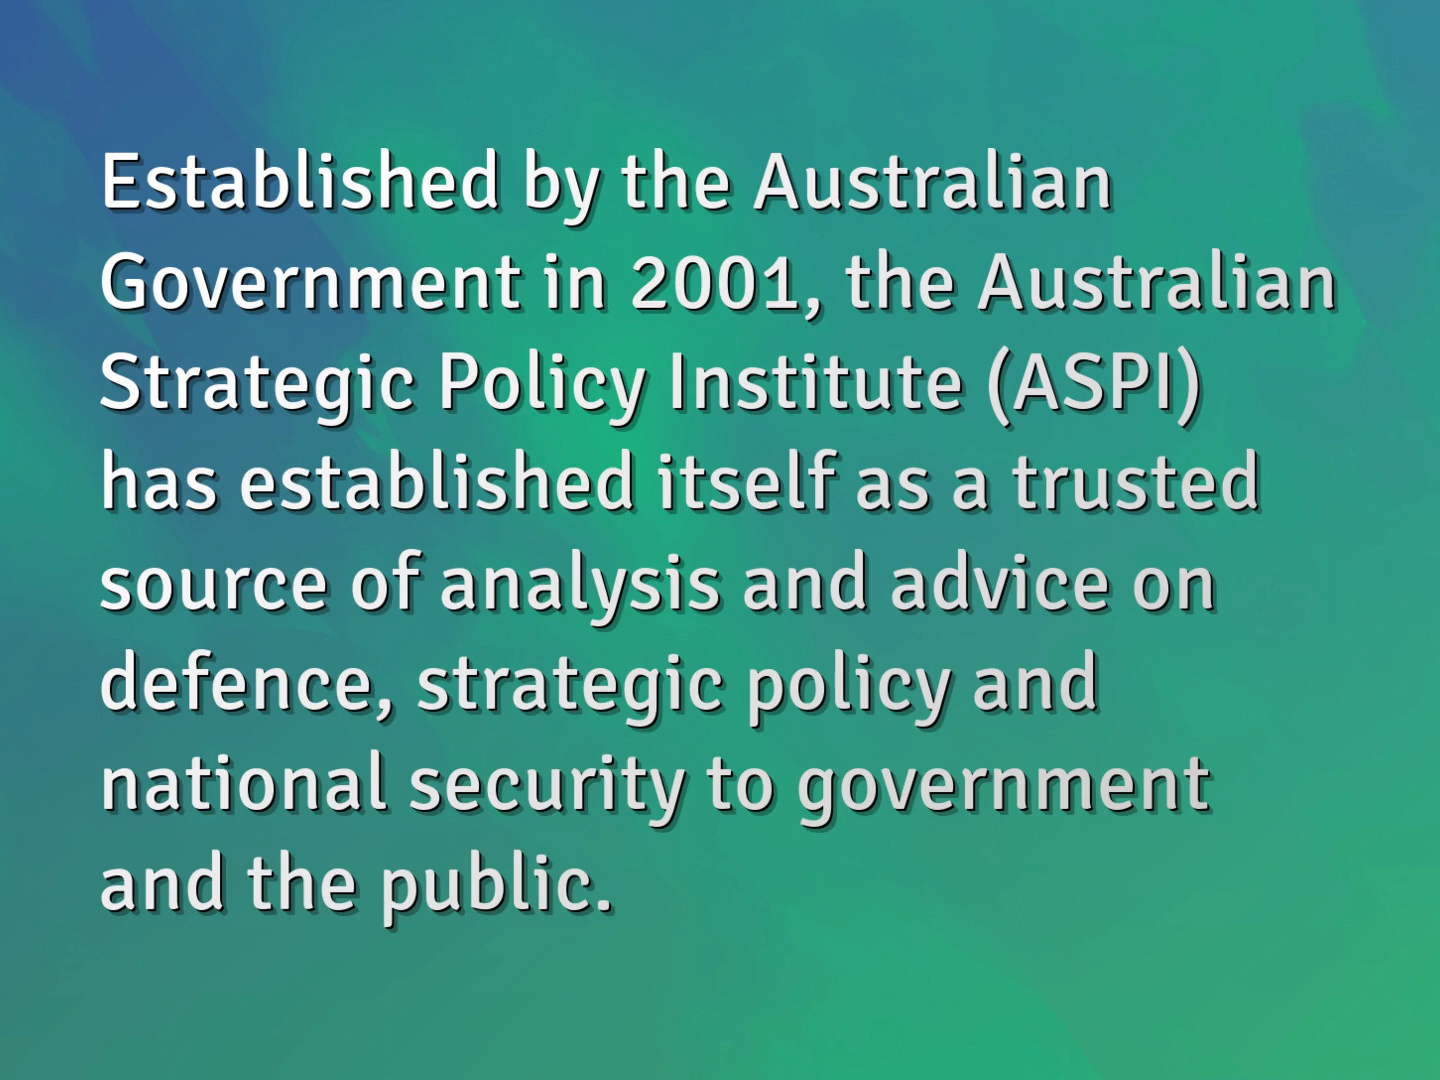 Established by the Australian
Government in 2001, the Australian
Strategic Policy Institute (ASPI)
has established itself as a trusted
source of analysis and advice on
defence, strategic policy and
national security to government
and the public.